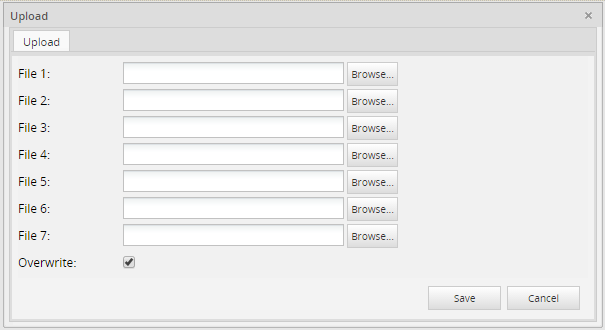 Upload
Upload
File 1: Browse...
File 2: Browse...
File 3: Browse...
File 4: Browse...
File 5: Browse...
File 6: Browse...
File 7: Browse...
Overwrite:
Save Cancel